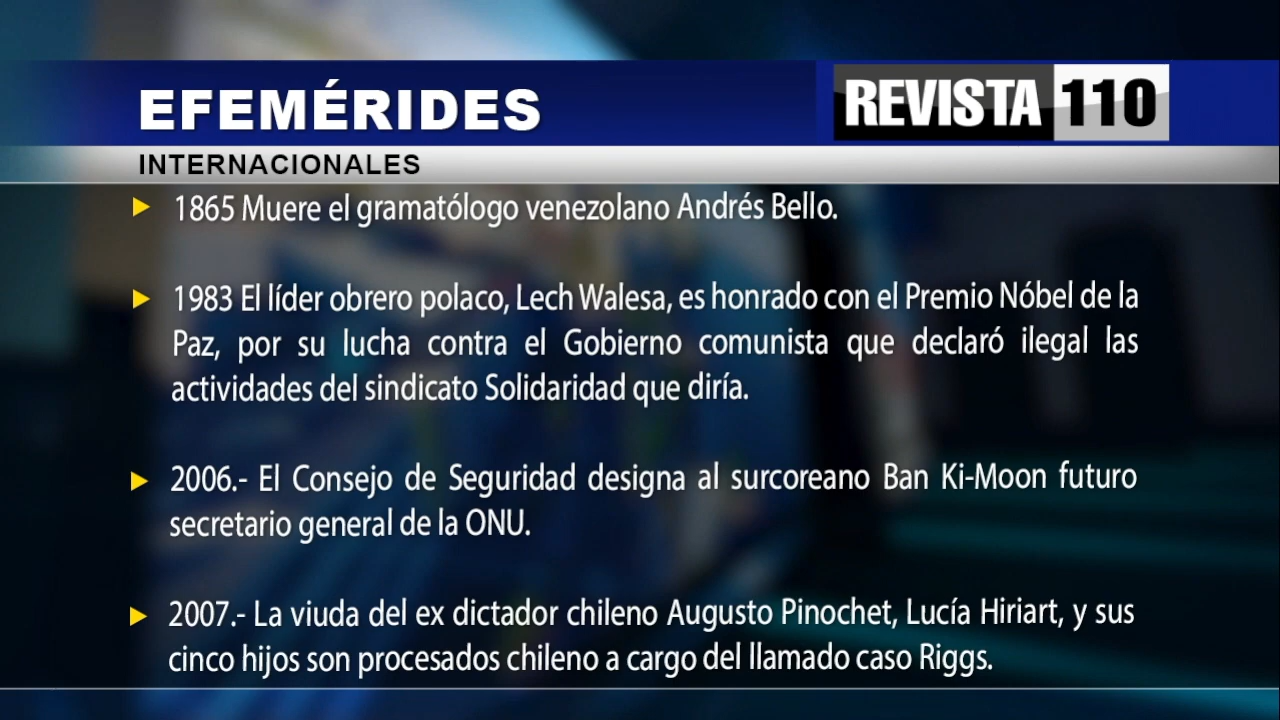 EFEMÉRIDES
REVISTA 110
INTERNACIONALES
1865 Muere el gramatólogo venezolano Andrés Bello.
1983 El líder obrero polaco, Lech Walesa, es honrado con el Premio Nóbel de la
Paz, por su lucha contra el Gobierno comunista que declaró ilegal las
actividades del sindicato Solidaridad que diría.
2006.- El Consejo de Seguridad designa al surcoreano Ban Ki-Moon futuro
secretario general de la ONU.
2007.- La viuda del ex dictador chileno Augusto Pinochet, Lucía Hiriart, y sus
cinco hijos son procesados chileno a cargo del llamado caso Riggs.